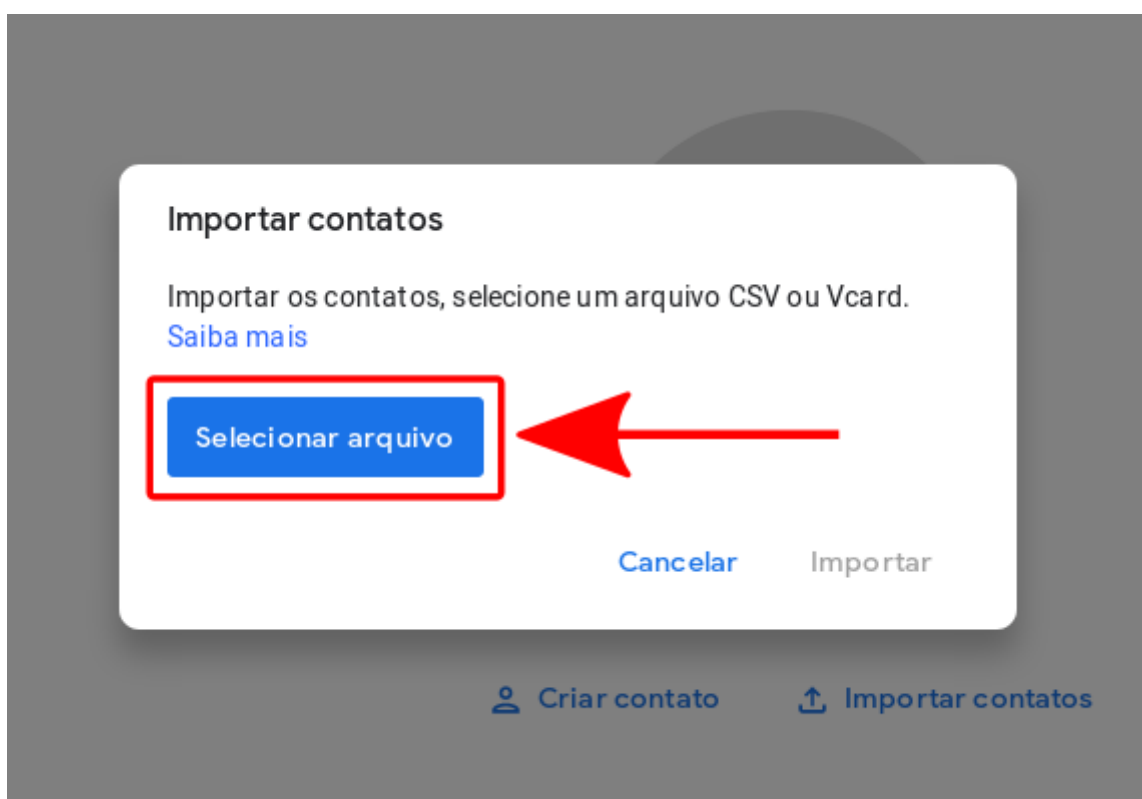 Importar contatos
Importar os contatos, selecione um arquivo CSV ou Vcard.
Saiba mais
Selecionar arquivo
Cancelar Importar
Criar contato Importar contatos